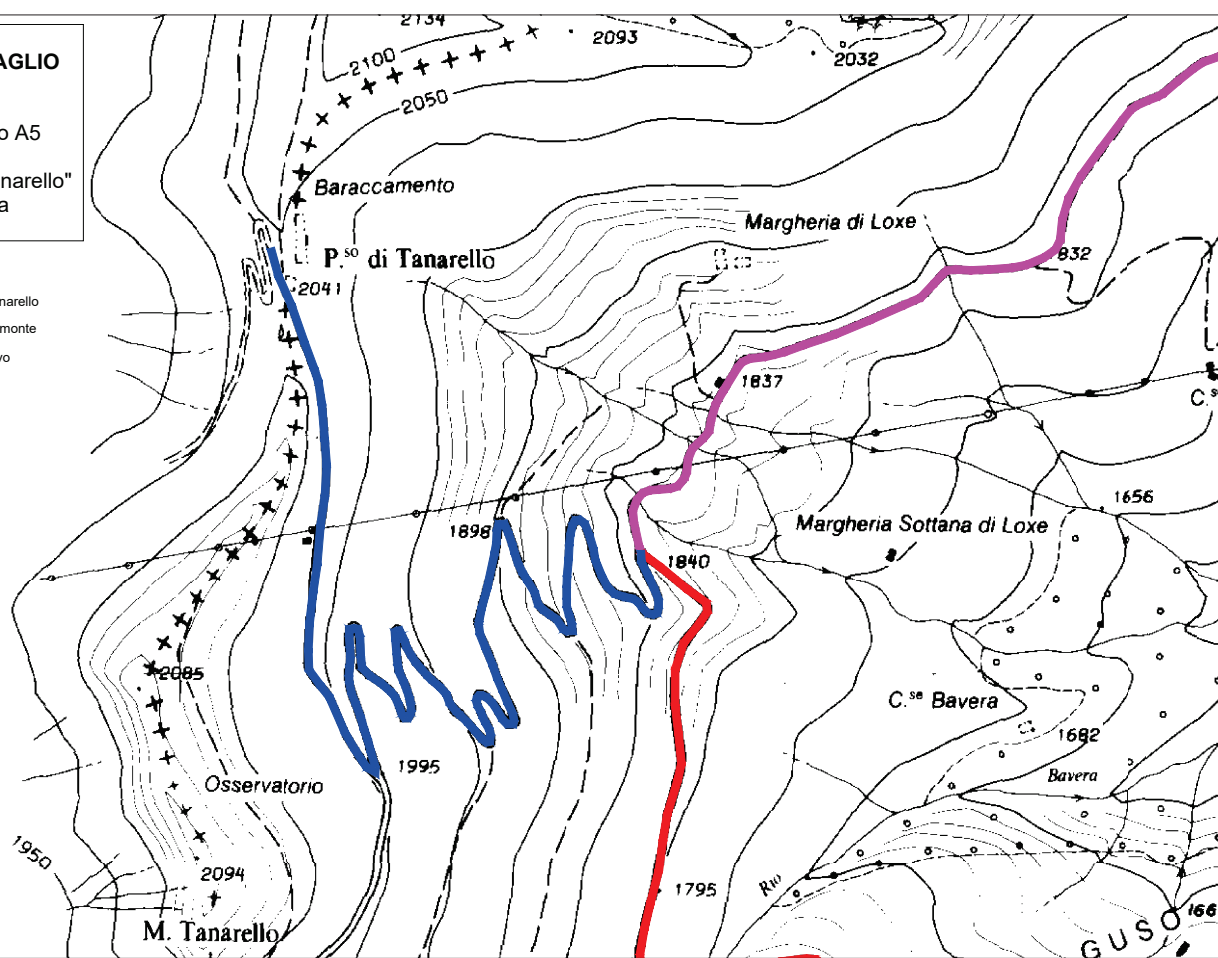 AGLIO
o A5
narello"
a
narello
monte
vo
2134
2093
2032
2100
2050
Baraccamento
Margheria di Loxe
P.so di Tanarello
2041
832
1837
C.se
1656
1898
Margheria Sottana di Loxe
1840
2085
C.se Bavera
1682
1995
Bavera
Osservatorio
1950
2094
1795
Rio
M. Tanarello
GUSO
166